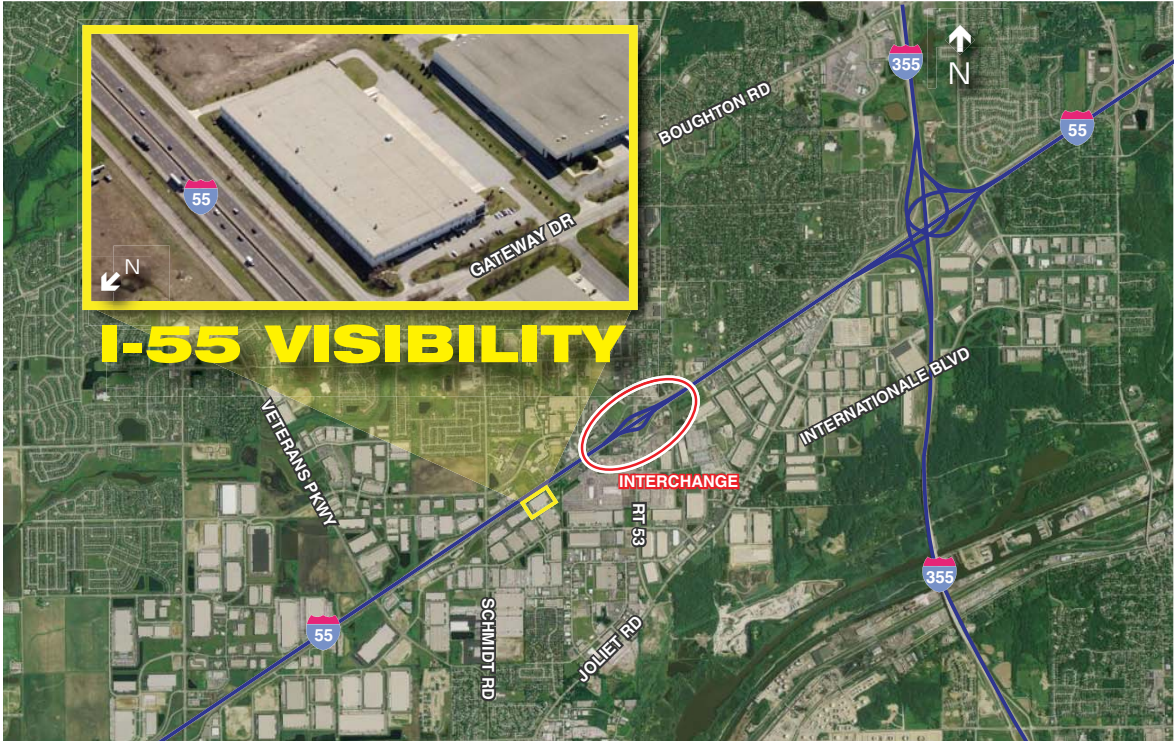 355
N
BOUGHTON RD
55
55
GATEWAY DR
N
I-55 VISIBILITY
INTERNATIONALE BLVD
VETERANS PKWY
INTERCHANGE
RT 53
355
55
SCHMIDT RD
JOLIET RD